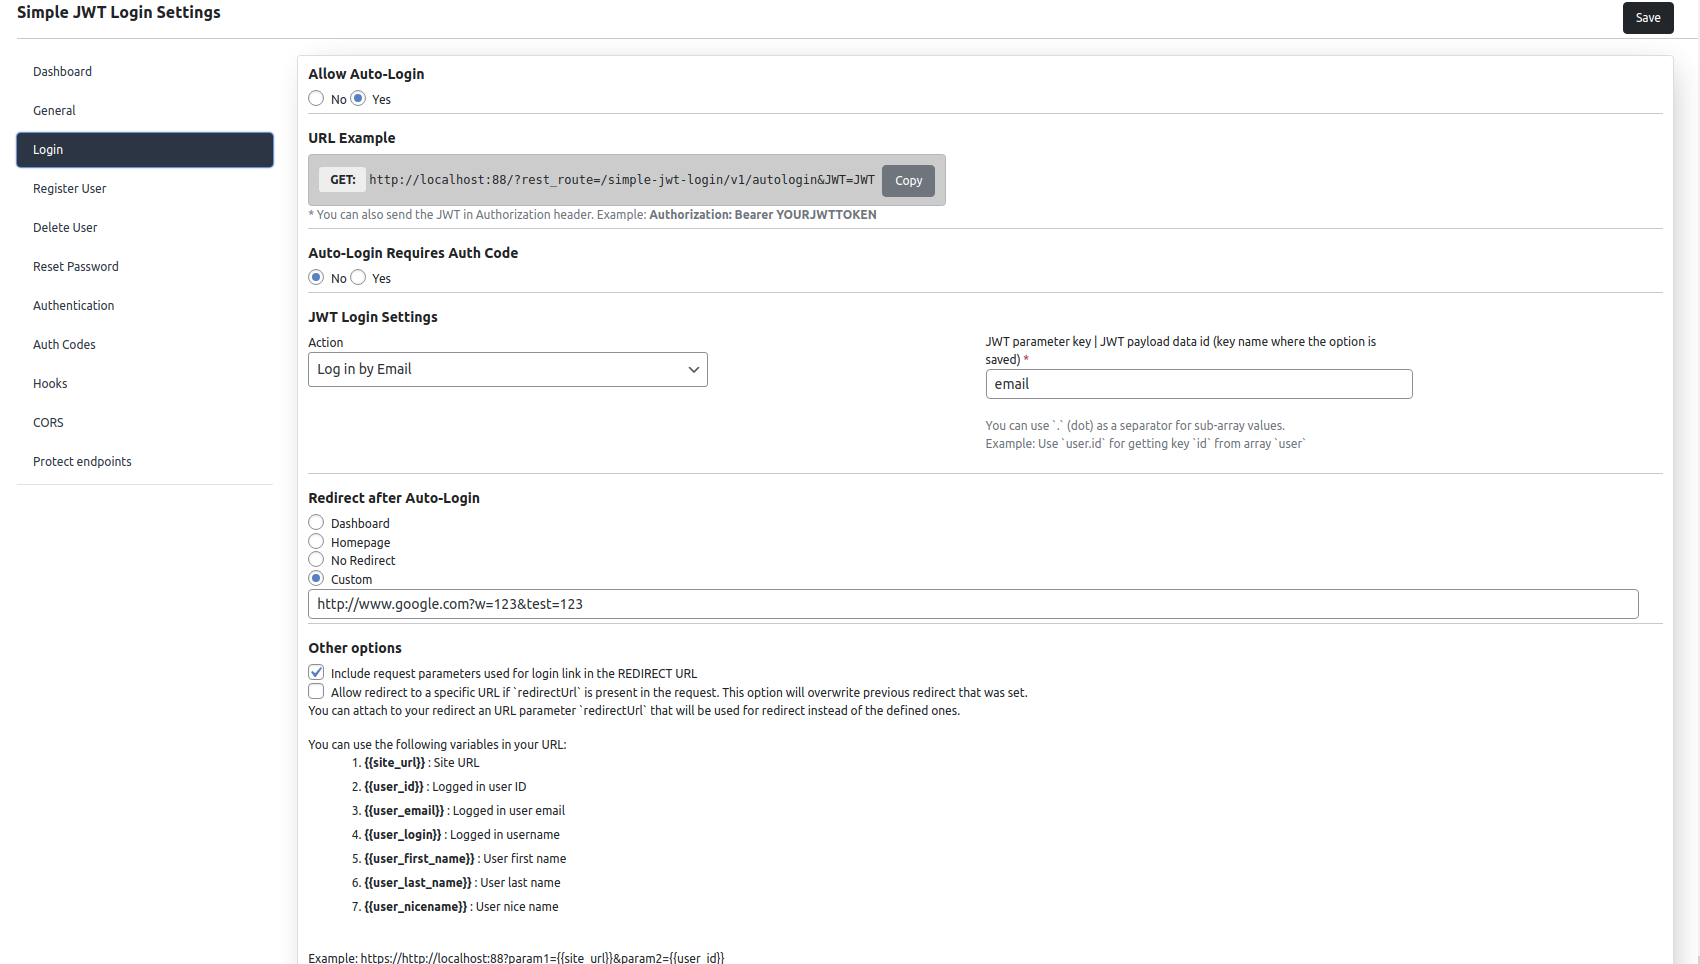 Simple JWT Login Settings
Save
Dashboard
General
Login
Register User
Delete User
Reset Password
Authentication
Auth Codes
Hooks
CORS
Protect endpoints
Allow Auto-Login
No Yes
URL Example
GET: http://localhost:88/?rest_route=/simple-jwt-login/v1/autologin&JWT=JWT Copy
* You can also send the JWT in Authorization header. Example: Authorization: Bearer YOURJWTTOKEN
Auto-Login Requires Auth Code
No Yes
JWT Login Settings
Action
Log in by Email
JWT parameter key | JWT payload data id (key name where the option is
saved) *
email
You can use `.` (dot) as a separator for sub-array values.
Example: Use `user.id` for getting key `id` from array `user`
Redirect after Auto-Login
Dashboard
Homepage
No Redirect
Custom
http://www.google.com?w=123&test=123
Other options
Include request parameters used for login link in the REDIRECT URL
Allow redirect to a specific URL if `redirectUrl` is present in the request. This option will overwrite previous redirect that was set.
You can attach to your redirect an URL parameter `redirectUrl` that will be used for redirect instead of the defined ones.
You can use the following variables in your URL:
1. {{site_url}} : Site URL
2. {{user_id}} : Logged in user ID
3. {{user_email}} : Logged in user email
4. {{user_login}} : Logged in username
5. {{user_first_name}} : User first name
6. {{user_last_name}} : User last name
7. {{user_nicename}} : User nice name
Example: https://http://localhost:88?param1={{site_url}}&param2={{user_id}}